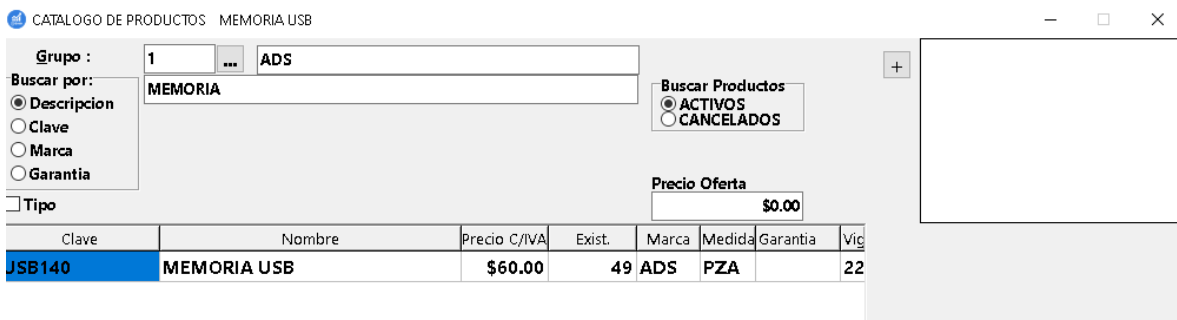 CATALOGO DE PRODUCTOS MEMORIA USB
Grupo : 1 ... ADS
+
Buscar por:
MEMORIA
Descripcion
Clave
Marca
Garantia
Tipo
Buscar Productos
ACTIVOS
CANCELADOS
Precio Oferta
$0.00
Clave Nombre Precio C/IVA Exist. Marca Medida Garantia Vig
USB140 MEMORIA USB $60.00 49 ADS PZA 22